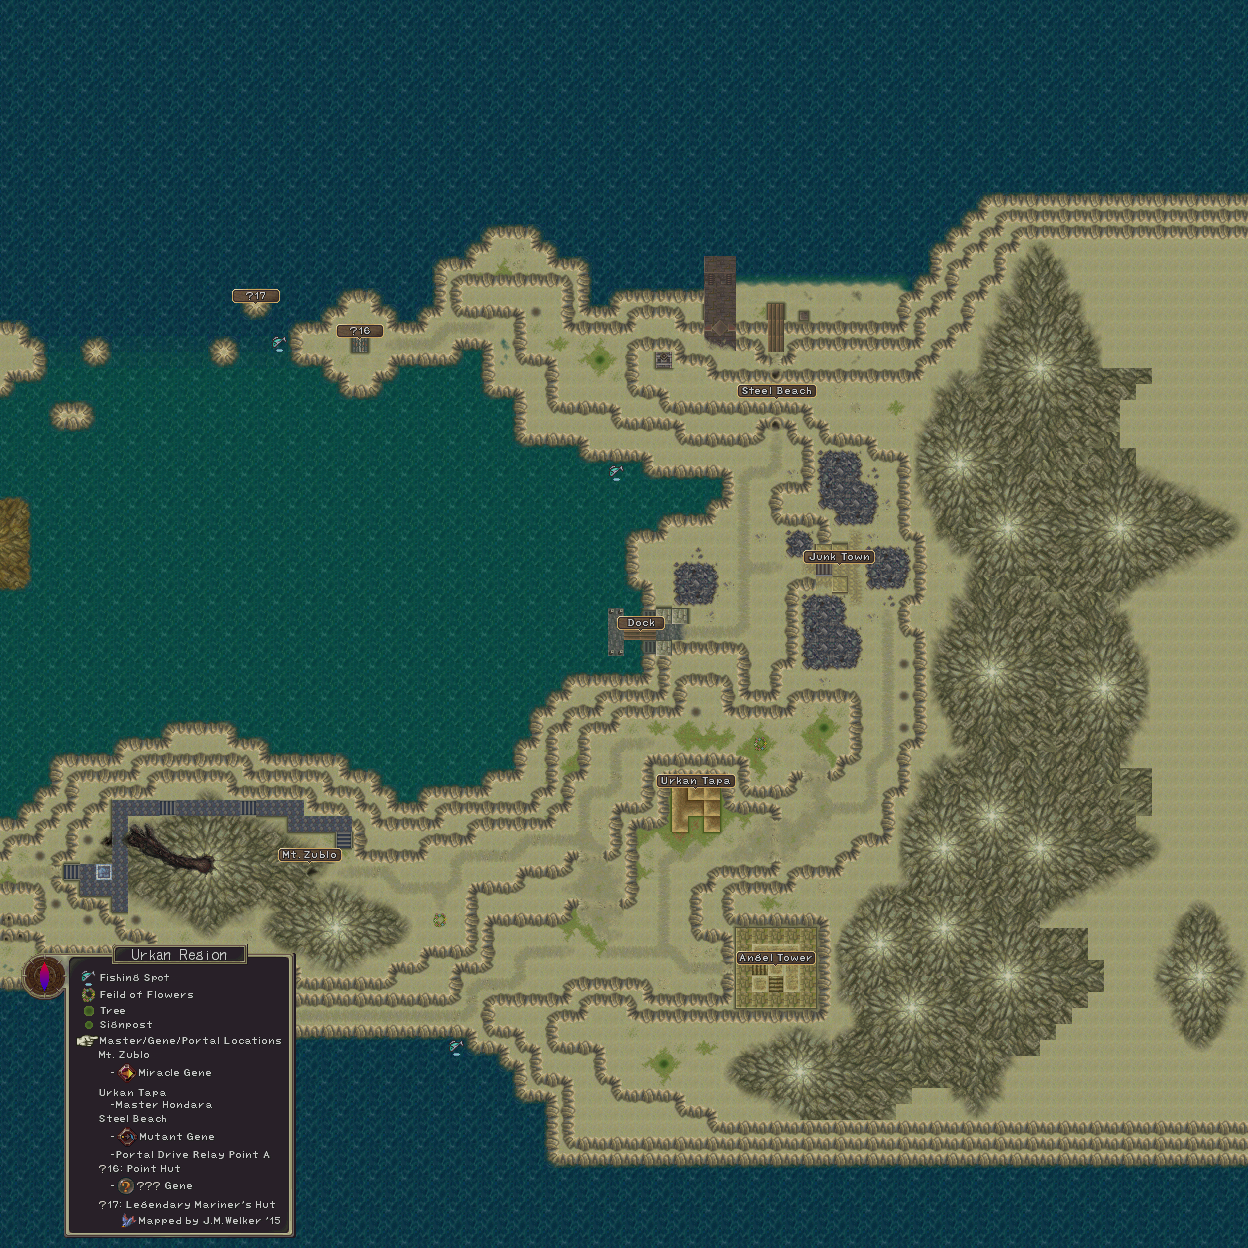 ?17
?16
Steel Beach
Junk Town
Dock
Urkan Tapa
Mt.Zublo
Angel Tower
Urkan Region
Fishing Spot
Feild of Flowers
Tree
Signpost
Master/Gene/Portal Locations
Mt. Zublo
- Miracle Gene
Urkan Tapa
-Master Hondara
Steel Beach
- Mutant Gene
-Portal Drive Relay Point A
?16: Point Hut
- ??? Gene
?17: Legendary Mariner's Hut
Mapped by J.M.Welker '15